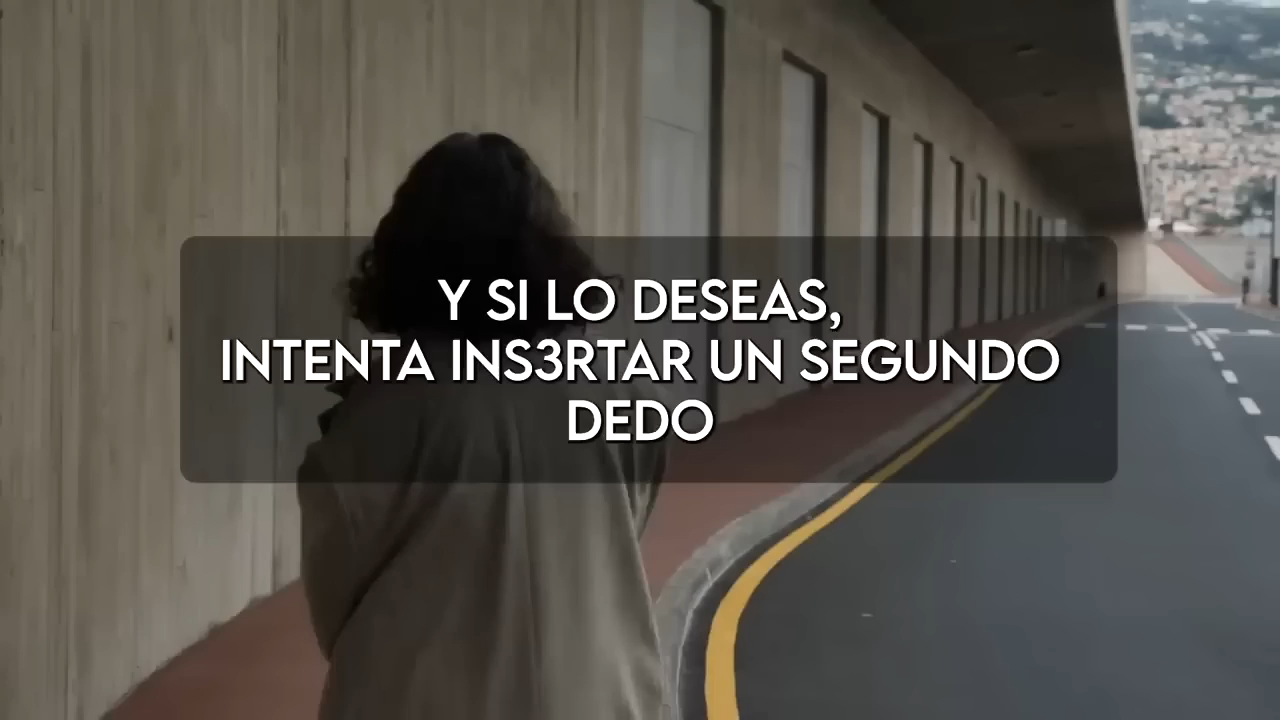 Y SI LO DESEAS,
INTENTA INS3RTAR UN SEGUNDO
DEDO